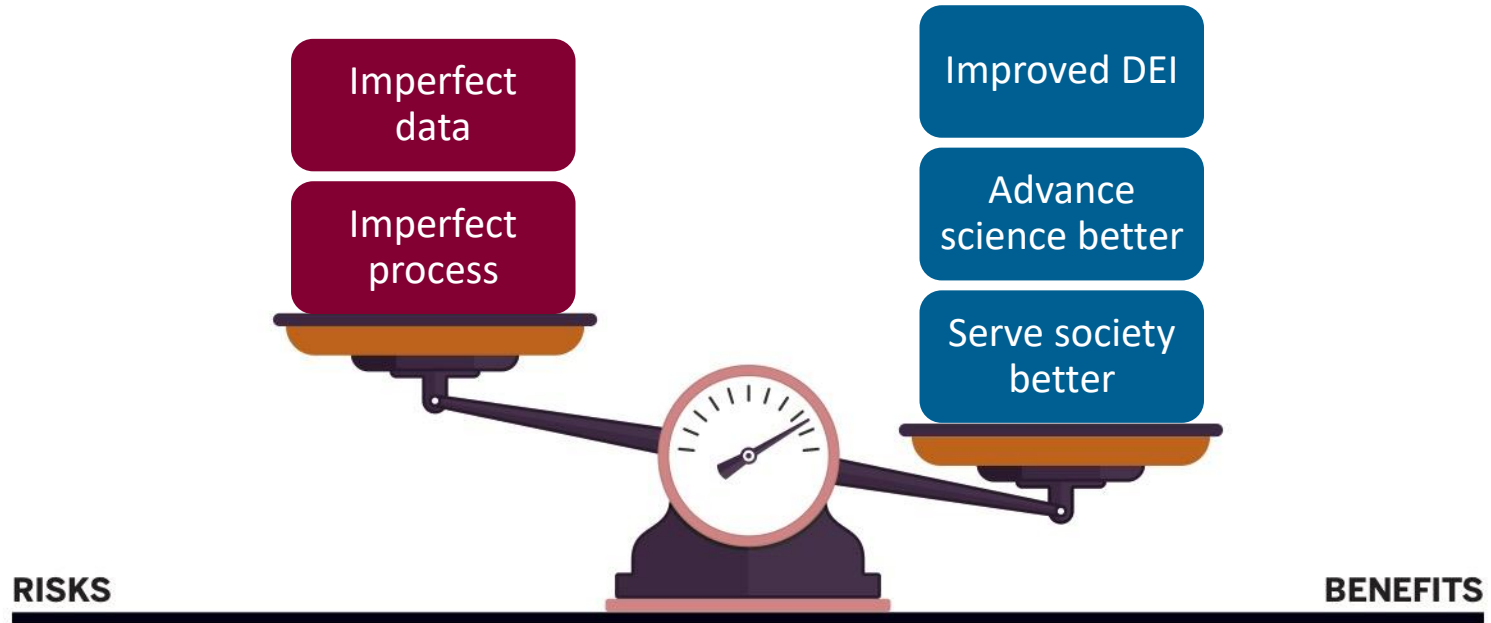 Imperfect
data
Imperfect
process
Improved DEI
Advance
science better
Serve society
better
RISKS
BENEFITS